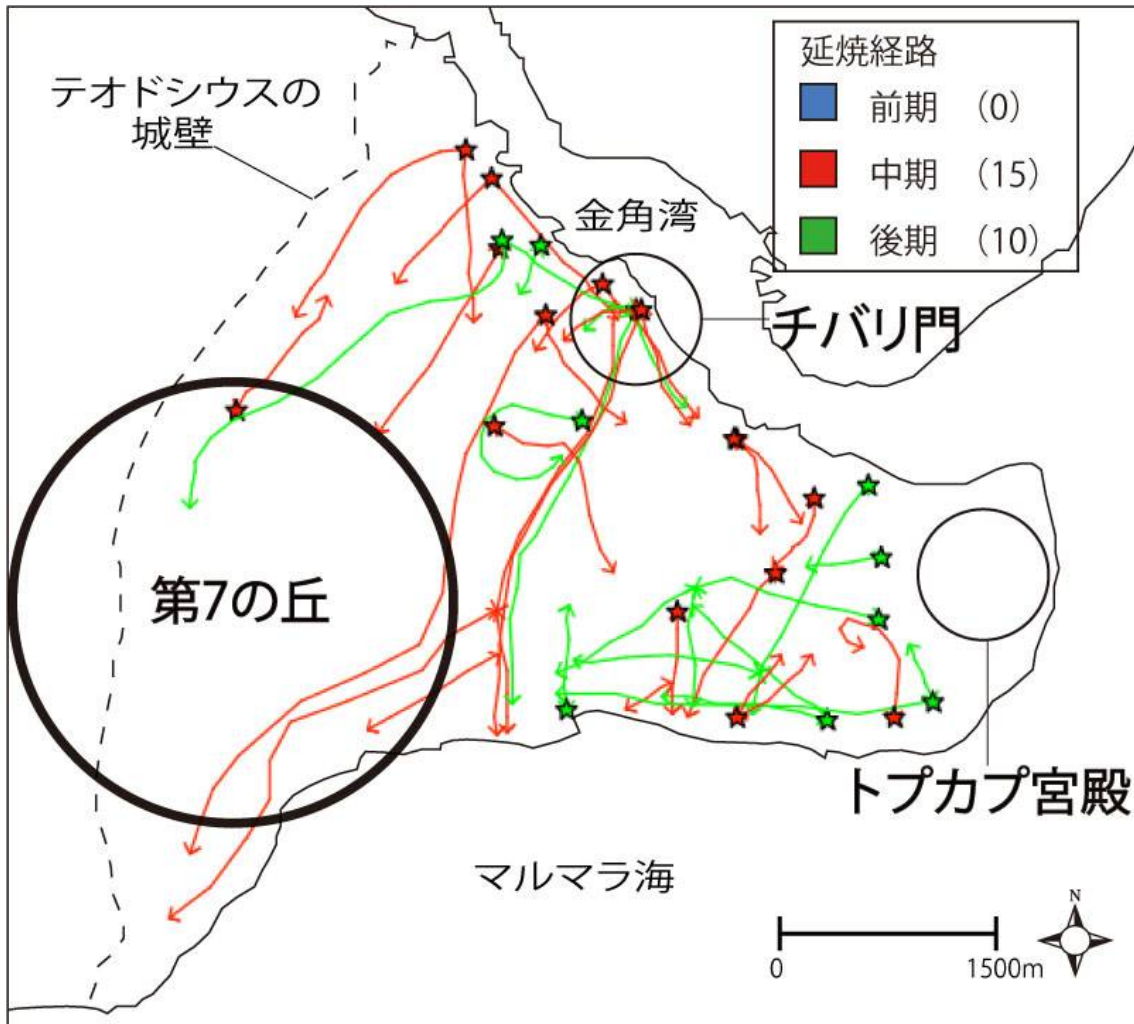 延焼経路
前期 (0)
中期 (15)
後期 (10)
テオドシウスの
城壁
金角湾
チバリ門
第7の丘
トプカプ宮殿
マルマラ海
N
0 1500m